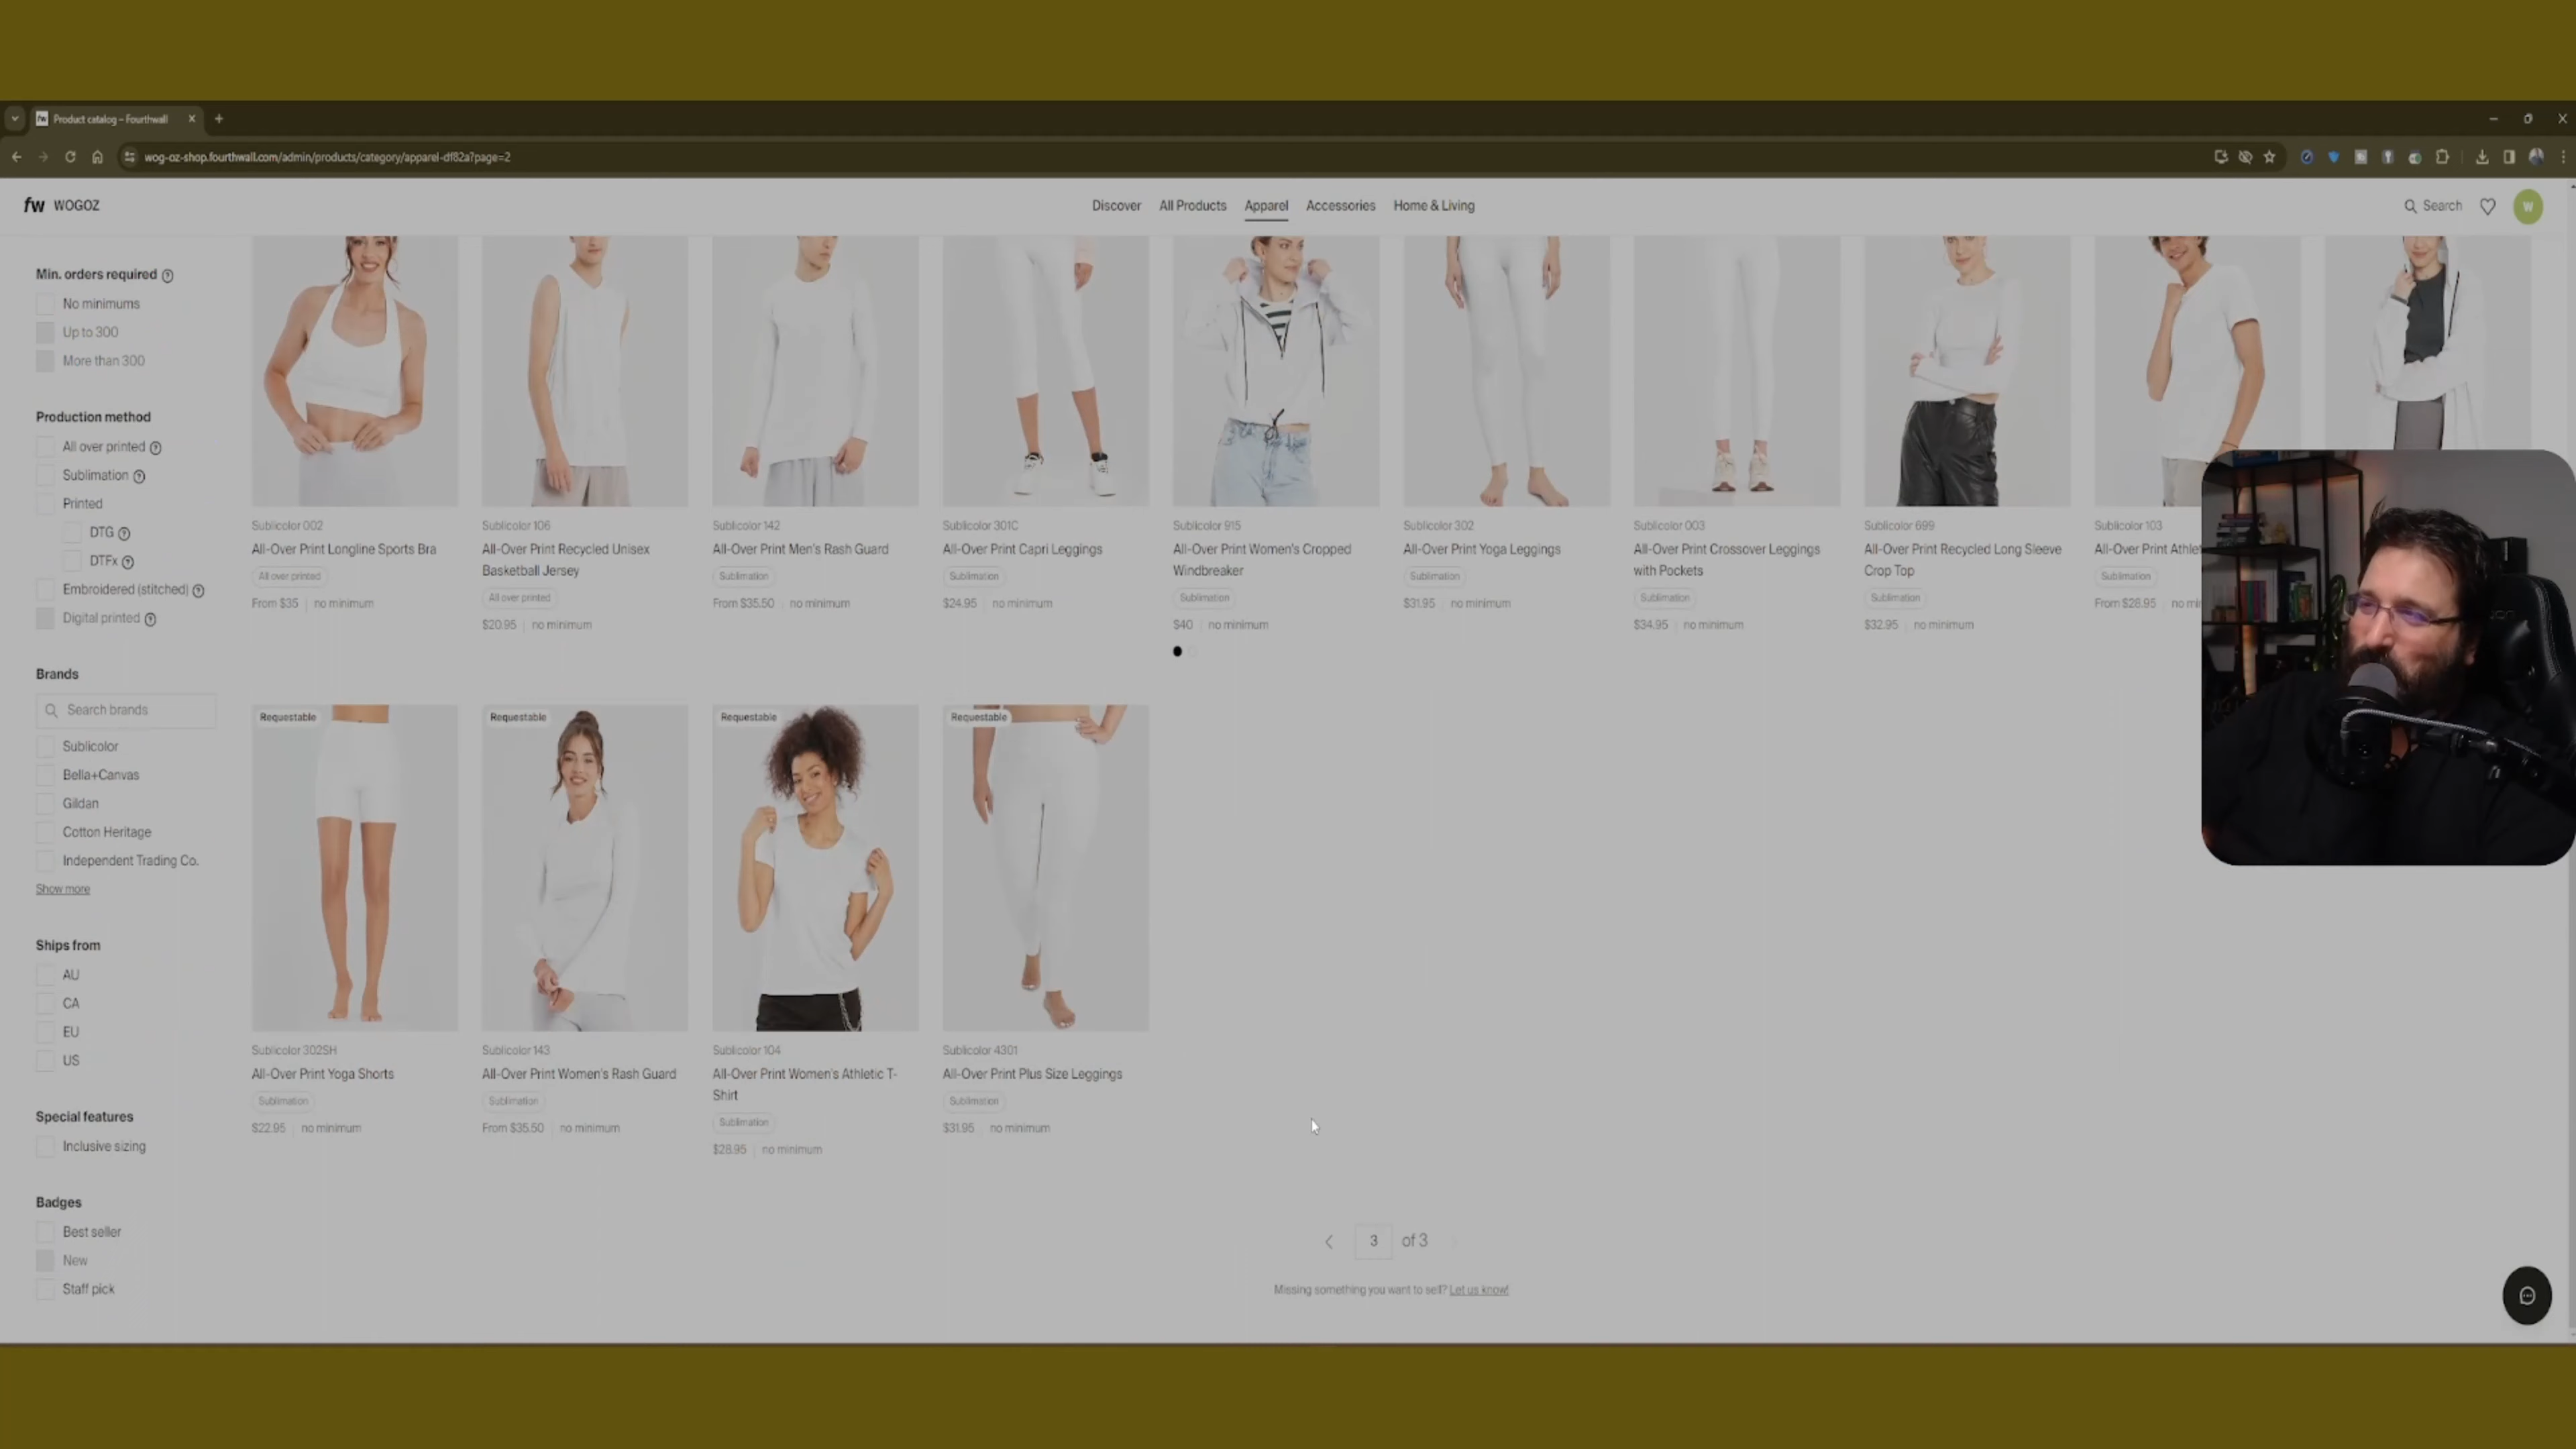 Product catalog – Fourthwall
wog-oz-shop.fourthwall.com/admin/products/category/apparel-df82a?page=2
fw WOGOZ
Discover All Products Apparel Accessories Home & Living
Search
W
Min. orders required
No minimums
Up to 300
More than 300
Production method
All over printed
Sublimation
Printed
DTG
DTFx
Embroidered (stitched)
Digital printed
Brands
Search brands
Sublicolor
Bella+Canvas
Gildan
Cotton Heritage
Independent Trading Co.
Show more
Ships from
AU
CA
EU
US
Special features
Inclusive sizing
Badges
Best seller
New
Staff pick
Sublicolor 002
All-Over Print Longline Sports Bra
All over printed
From $35 no minimum
Sublicolor 106
All-Over Print Recycled Unisex
Basketball Jersey
All over printed
$20.95 no minimum
Sublicolor 142
All-Over Print Men's Rash Guard
Sublimation
From $35.50 no minimum
Sublicolor 301C
All-Over Print Capri Leggings
Sublimation
$24.95 no minimum
Sublicolor 915
All-Over Print Women's Cropped
Windbreaker
Sublimation
$40 no minimum
Sublicolor 302
All-Over Print Yoga Leggings
Sublimation
$31.95 no minimum
Sublicolor 003
All-Over Print Crossover Leggings
with Pockets
Sublimation
$34.95 no minimum
Sublicolor 699
All-Over Print Recycled Long Sleeve
Crop Top
Sublimation
$32.95 no minimum
Sublicolor 103
All-Over Print
Sublimation
From $28.95 no
Requestable
Sublicolor 302SH
All-Over Print Yoga Shorts
Sublimation
$22.95 no minimum
Requestable
Sublicolor 143
All-Over Print Women's Rash Guard
Sublimation
From $35.50 no minimum
Requestable
Sublicolor 104
All-Over Print Women's Athletic T-
Shirt
Sublimation
$28.95 no minimum
Requestable
Sublicolor 4301
All-Over Print Plus Size Leggings
Sublimation
$31.95 no minimum
3 of 3
Missing something you want to sell? Let us know!